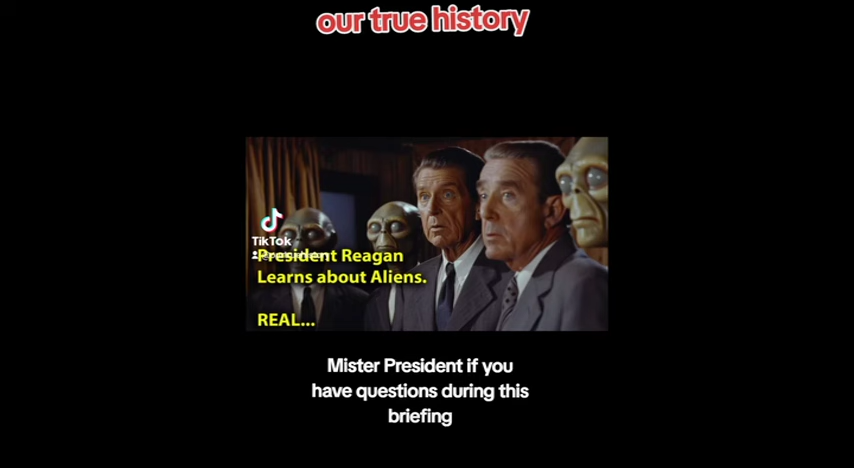 our true history
TikTok
President Reagan
Learns about Aliens.
REAL...
Mister President if you
have questions during this
briefing